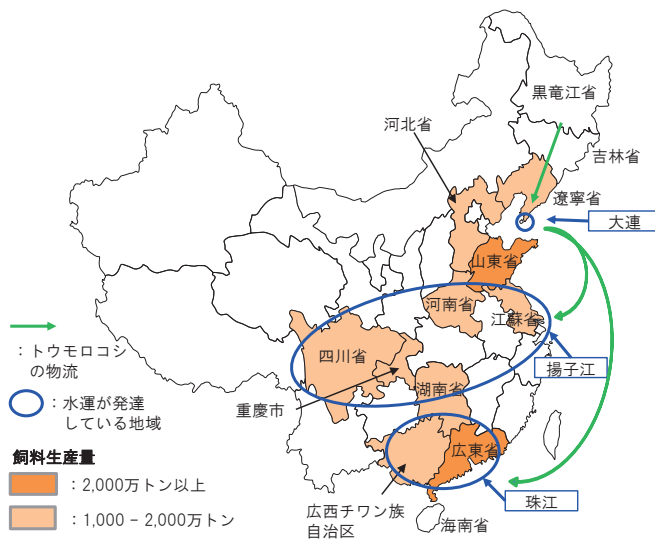 黒竜江省
河北省
吉林省
遼寧省
大連
山東省
河南省
江蘇省
：トウモロコシ
の物流
四川省
揚子江
：水運が発達
している地域
重慶市
湖南省
飼料生産量
広東省
：2,000万トン以上
珠江
広西チワン族
自治区
海南省
：1,000 – 2,000万トン